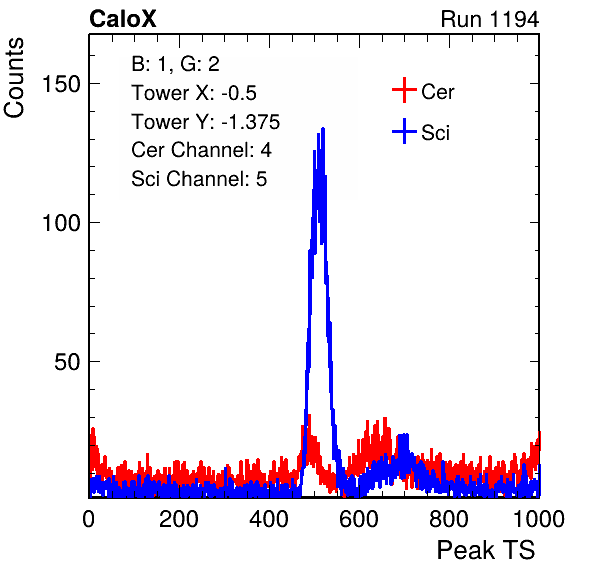 CaloX Run 1194
Counts
B: 1, G: 2
Tower X: -0.5
Tower Y: -1.375
Cer Channel: 4
Sci Channel: 5
Cer
Sci
150
100
50
0 200 400 600 800 1000
Peak TS